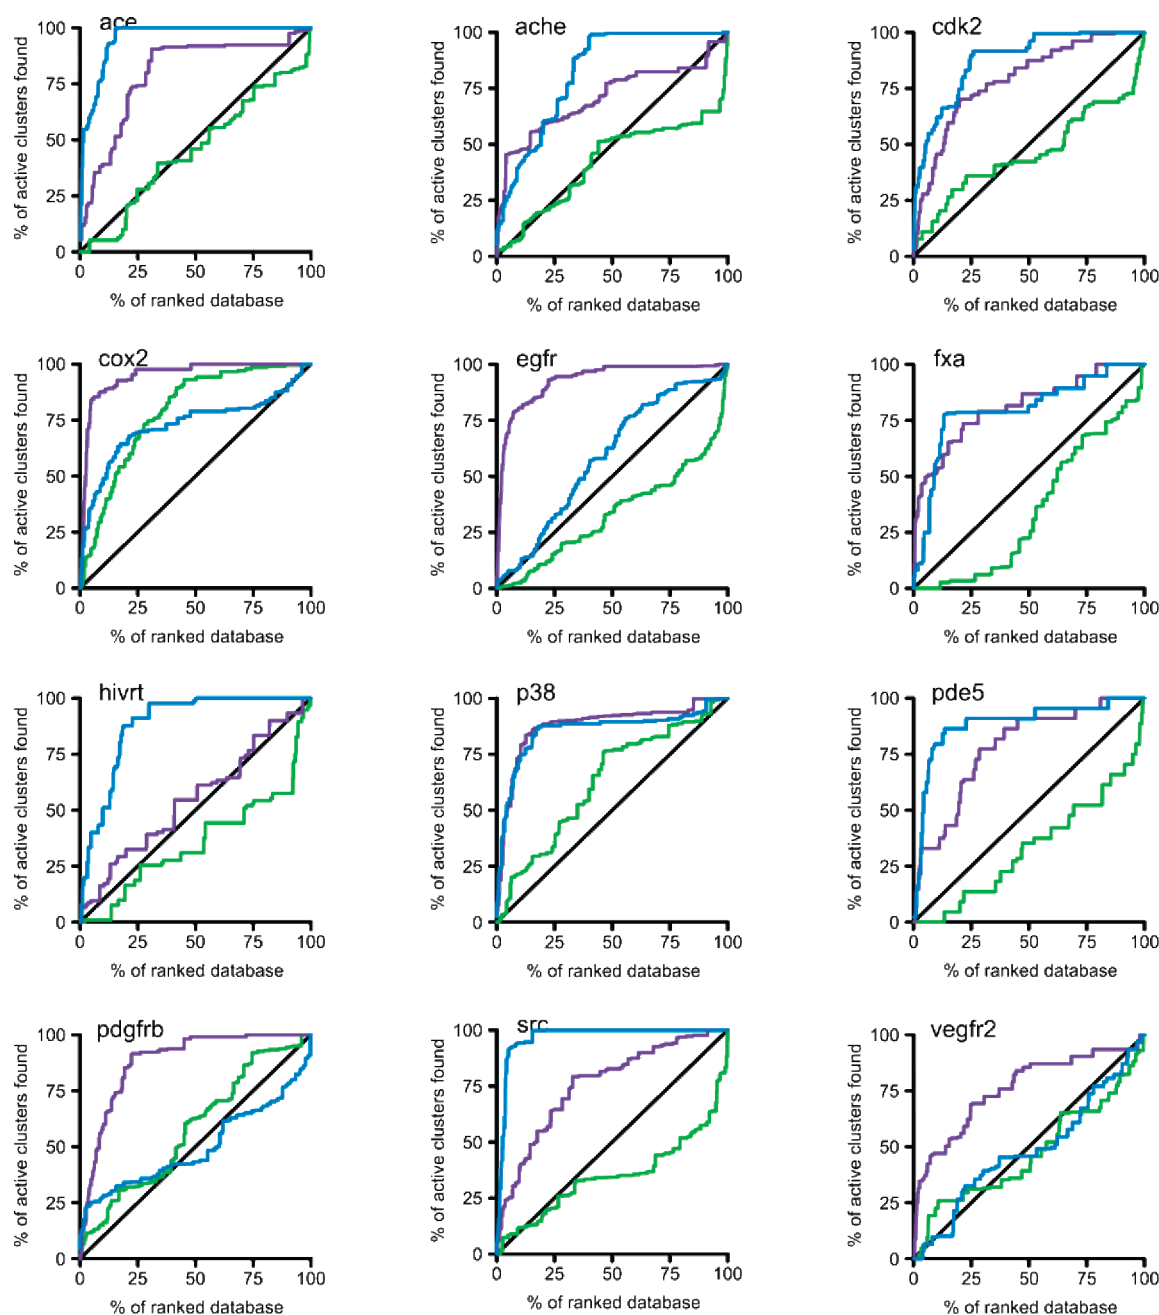 ace
% of active clusters found
100
75
50
25
0
0 25 50 75 100
% of ranked database
ache
% of active clusters found
100
75
50
25
0
0 25 50 75 100
% of ranked database
cdk2
% of active clusters found
100
75
50
25
0
0 25 50 75 100
% of ranked database
cox2
% of active clusters found
100
75
50
25
0
0 25 50 75 100
% of ranked database
egfr
% of active clusters found
100
75
50
25
0
0 25 50 75 100
% of ranked database
fxa
% of active clusters found
100
75
50
25
0
0 25 50 75 100
% of ranked database
hivrt
% of active clusters found
100
75
50
25
0
0 25 50 75 100
% of ranked database
p38
% of active clusters found
100
75
50
25
0
0 25 50 75 100
% of ranked database
pde5
% of active clusters found
100
75
50
25
0
0 25 50 75 100
% of ranked database
pdgfrb
% of active clusters found
100
75
50
25
0
0 25 50 75 100
% of ranked database
src
% of active clusters found
100
75
50
25
0
0 25 50 75 100
% of ranked database
vegfr2
% of active clusters found
100
75
50
25
0
0 25 50 75 100
% of ranked database